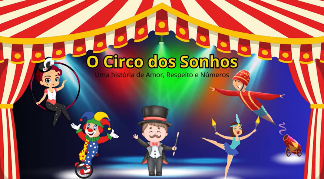 O Circo dos Sonhos
Uma história de Amor, Respeito e Números